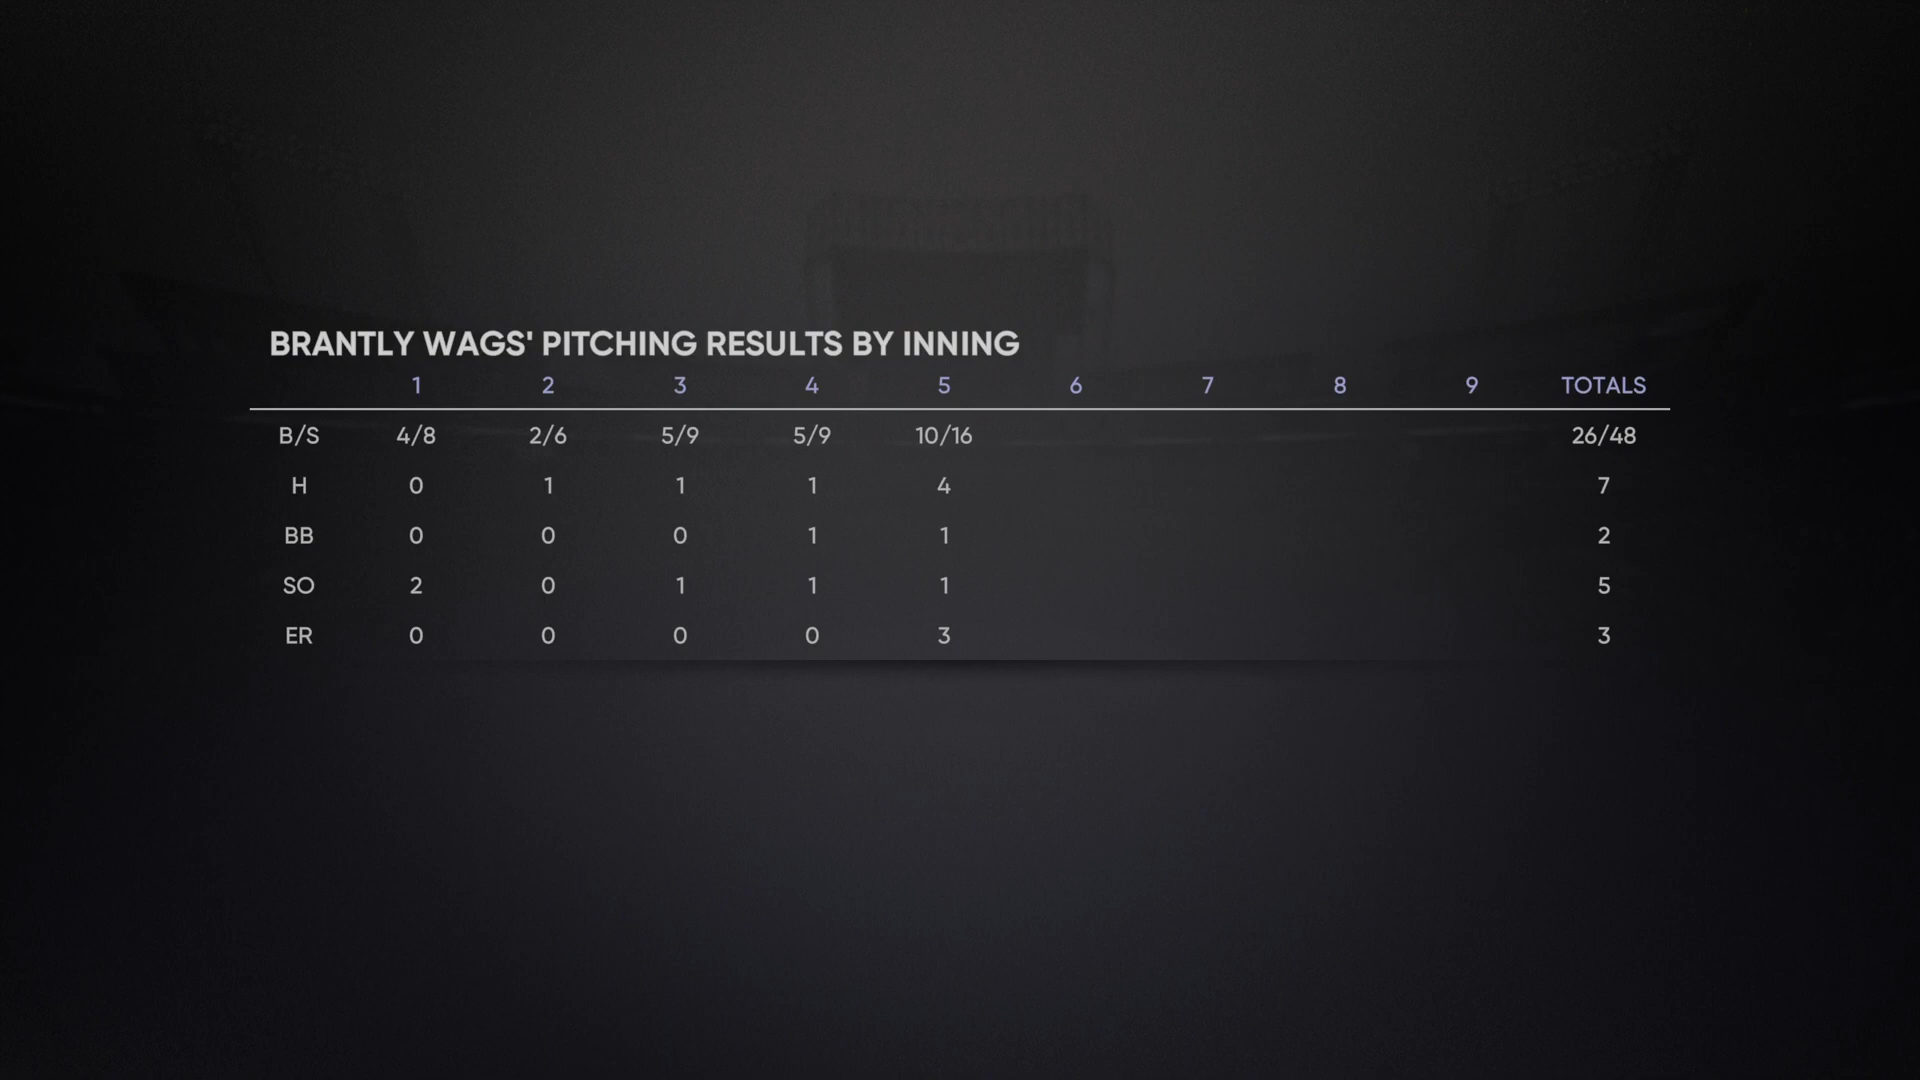 BRANTLY WAGS' PITCHING RESULTS BY INNING
1 2 3 4 5 6 7 8 9 TOTALS
B/S 4/8 2/6 5/9 5/9 10/16 26/48
H 0 1 1 1 4 7
BB 0 0 0 1 1 2
SO 2 0 1 1 1 5
ER 0 0 0 0 3 3